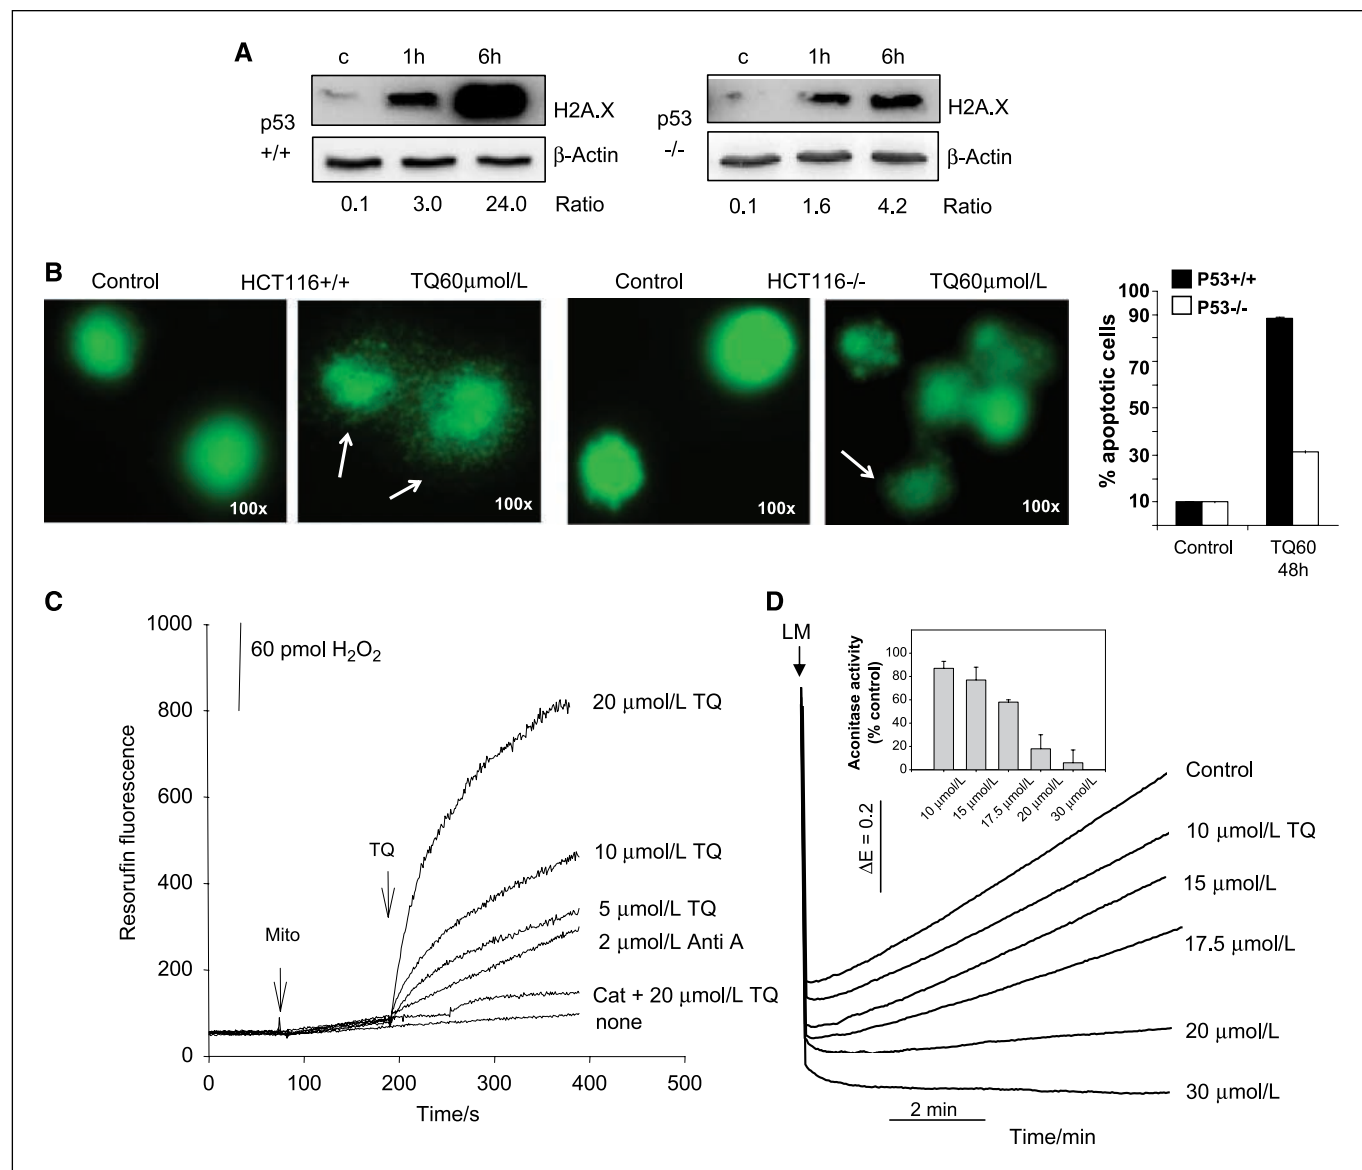 A
c 1h 6h
H2A.X
p53
+/+
β-Actin
0.1 3.0 24.0 Ratio
c 1h 6h
H2A.X
p53
-/-
β-Actin
0.1 1.6 4.2 Ratio
B
Control HCT116+/+ TQ60μmol/L
100x
100x
Control HCT116-/- TQ60μmol/L
100x
100x
P53+/+
P53-/-
% apoptotic cells
100
90
70
50
30
10
Control
TQ60
48h
C
Resorufin fluorescence
1000
800
600
400
200
0
60 pmol H₂O₂
Mito
TQ
20 μmol/L TQ
10 μmol/L TQ
5 μmol/L TQ
2 μmol/L Anti A
Cat + 20 μmol/L TQ
none
0 100 200 300 400 500
Time/s
D
LM
Aconitase activity
(% control)
100
80
60
40
20
0
10 μmol/L
15 μmol/L
17.5 μmol/L
20 μmol/L
30 μmol/L
ΔE = 0.2
Control
10 μmol/L TQ
15 μmol/L
17.5 μmol/L
20 μmol/L
30 μmol/L
2 min
Time/min